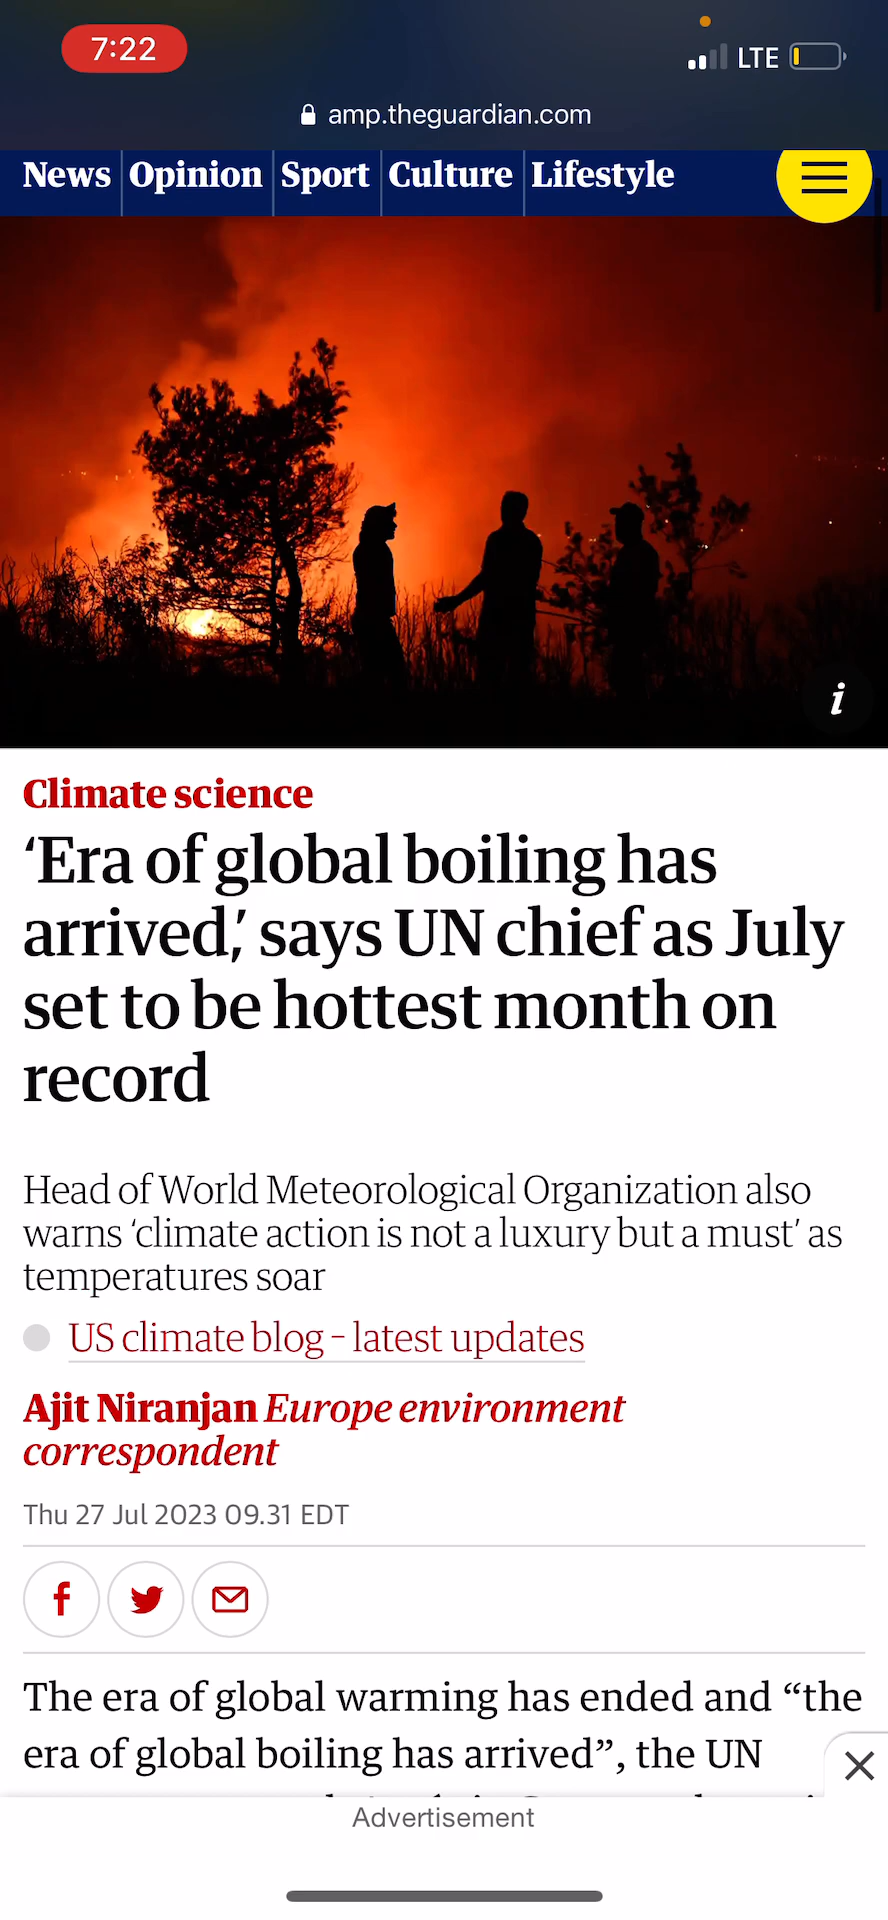 7:22
LTE
amp.theguardian.com
News Opinion Sport Culture Lifestyle
i
Climate science
‘Era of global boiling has
arrived,’ says UN chief as July
set to be hottest month on
record
Head of World Meteorological Organization also
warns ‘climate action is not a luxury but a must’ as
temperatures soar
US climate blog – latest updates
Ajit Niranjan Europe environment
correspondent
Thu 27 Jul 2023 09.31 EDT
The era of global warming has ended and “the
era of global boiling has arrived”, the UN
Advertisement